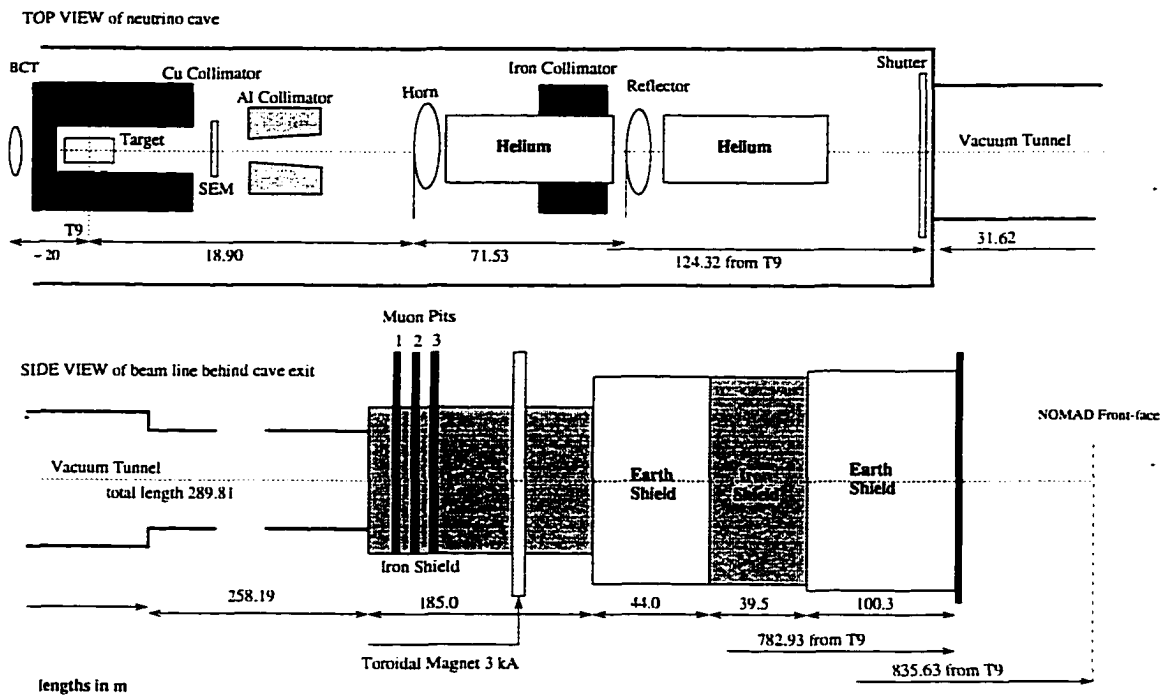 TOP VIEW of neutrino cave
BCT
Cu Collimator
Al Collimator
Horn
Iron Collimator
Reflector
Shutter
Target
SEM
Helium
Helium
Vacuum Tunnel
T9
~20
18.90
71.53
124.32 from T9
31.62
Muon Pits
1 2 3
SIDE VIEW of beam line behind cave exit
NOMAD Front-face
Vacuum Tunnel
total length 289.81
Earth
Shield
Iron
Shield
Earth
Shield
Iron Shield
258.19
185.0
44.0
39.5
100.3
Toroidal Magnet 3 kA
782.93 from T9
835.63 from T9
lengths in m